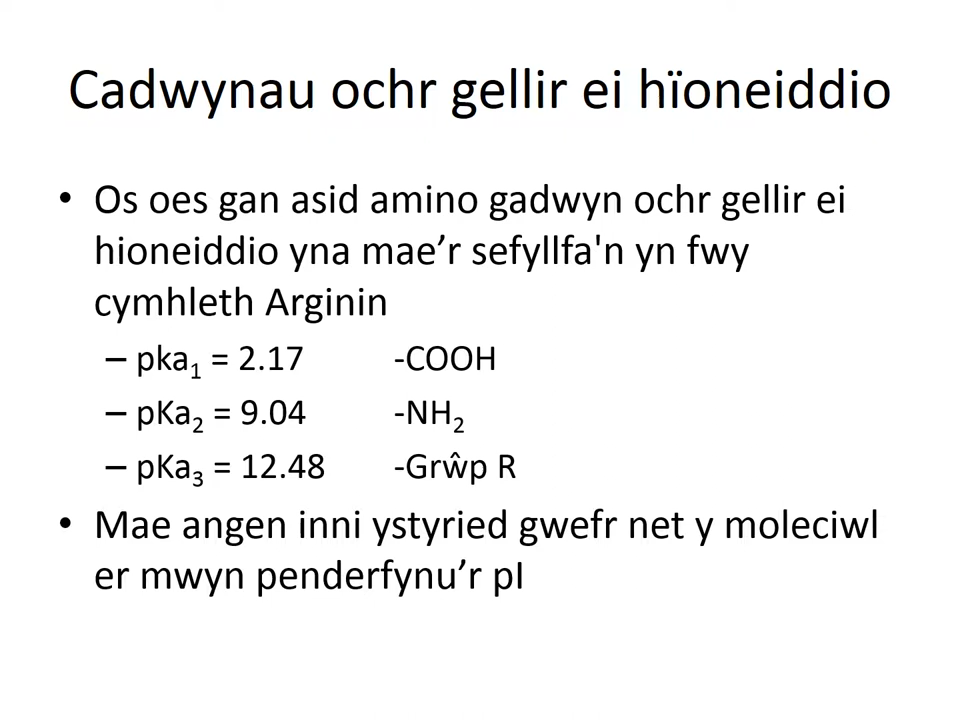 Cadwynau ochr gellir ei hïoneiddio
• Os oes gan asid amino gadwyn ochr gellir ei
hioneiddio yna mae’r sefyllfa'n yn fwy
cymhleth Arginin
– pka₁ = 2.17 -COOH
– pKa₂ = 9.04 -NH₂
– pKa₃ = 12.48 -Grŵp R
• Mae angen inni ystyried gwefr net y moleciwl
er mwyn penderfynu’r pI